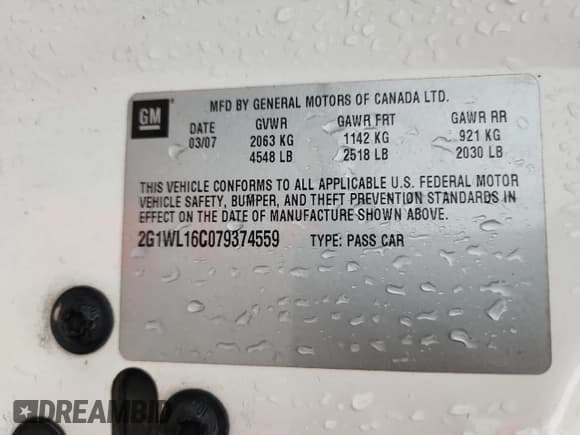 GM
MFD BY GENERAL MOTORS OF CANADA LTD.
DATE GVWR GAWR FRT GAWR RR
03/07 2063 KG 1142 KG 921 KG
4548 LB 2518 LB 2030 LB
THIS VEHICLE CONFORMS TO ALL APPLICABLE U.S. FEDERAL MOTOR
VEHICLE SAFETY, BUMPER, AND THEFT PREVENTION STANDARDS IN
EFFECT ON THE DATE OF MANUFACTURE SHOWN ABOVE.
2G1WL16C079374559 TYPE: PASS CAR
DREAMBID